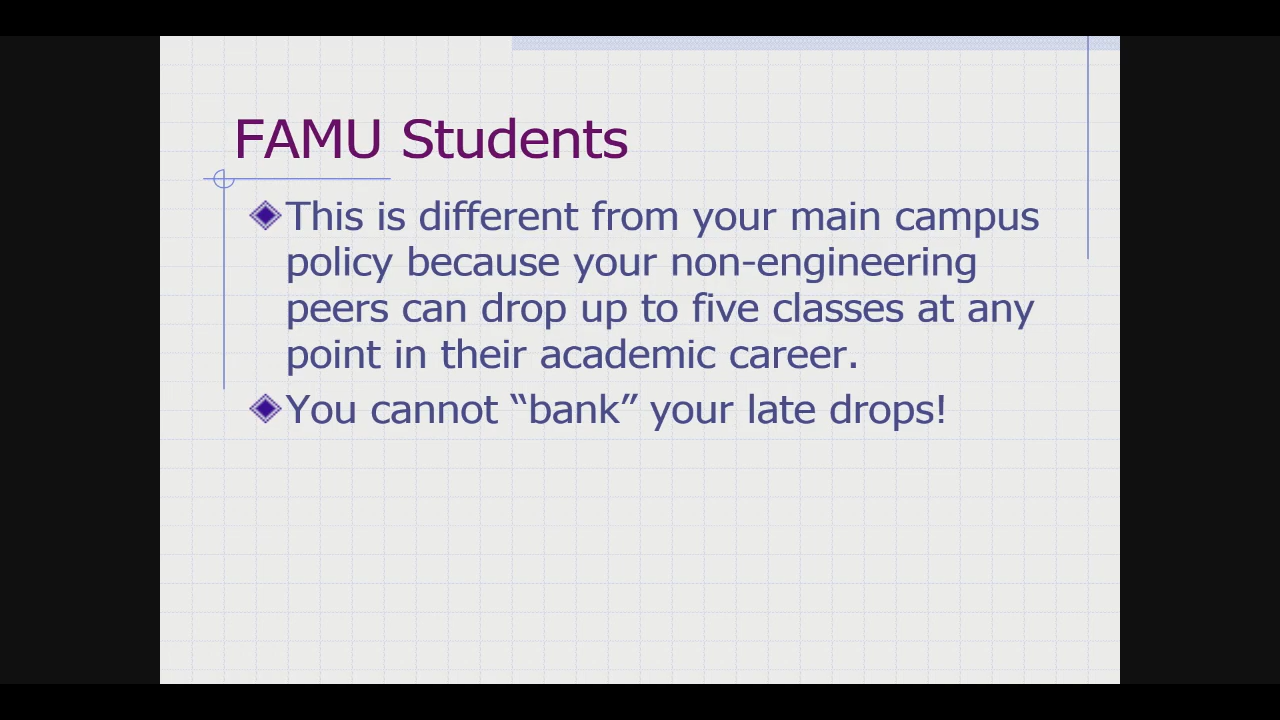 FAMU Students
This is different from your main campus
policy because your non-engineering
peers can drop up to five classes at any
point in their academic career.
You cannot “bank” your late drops!